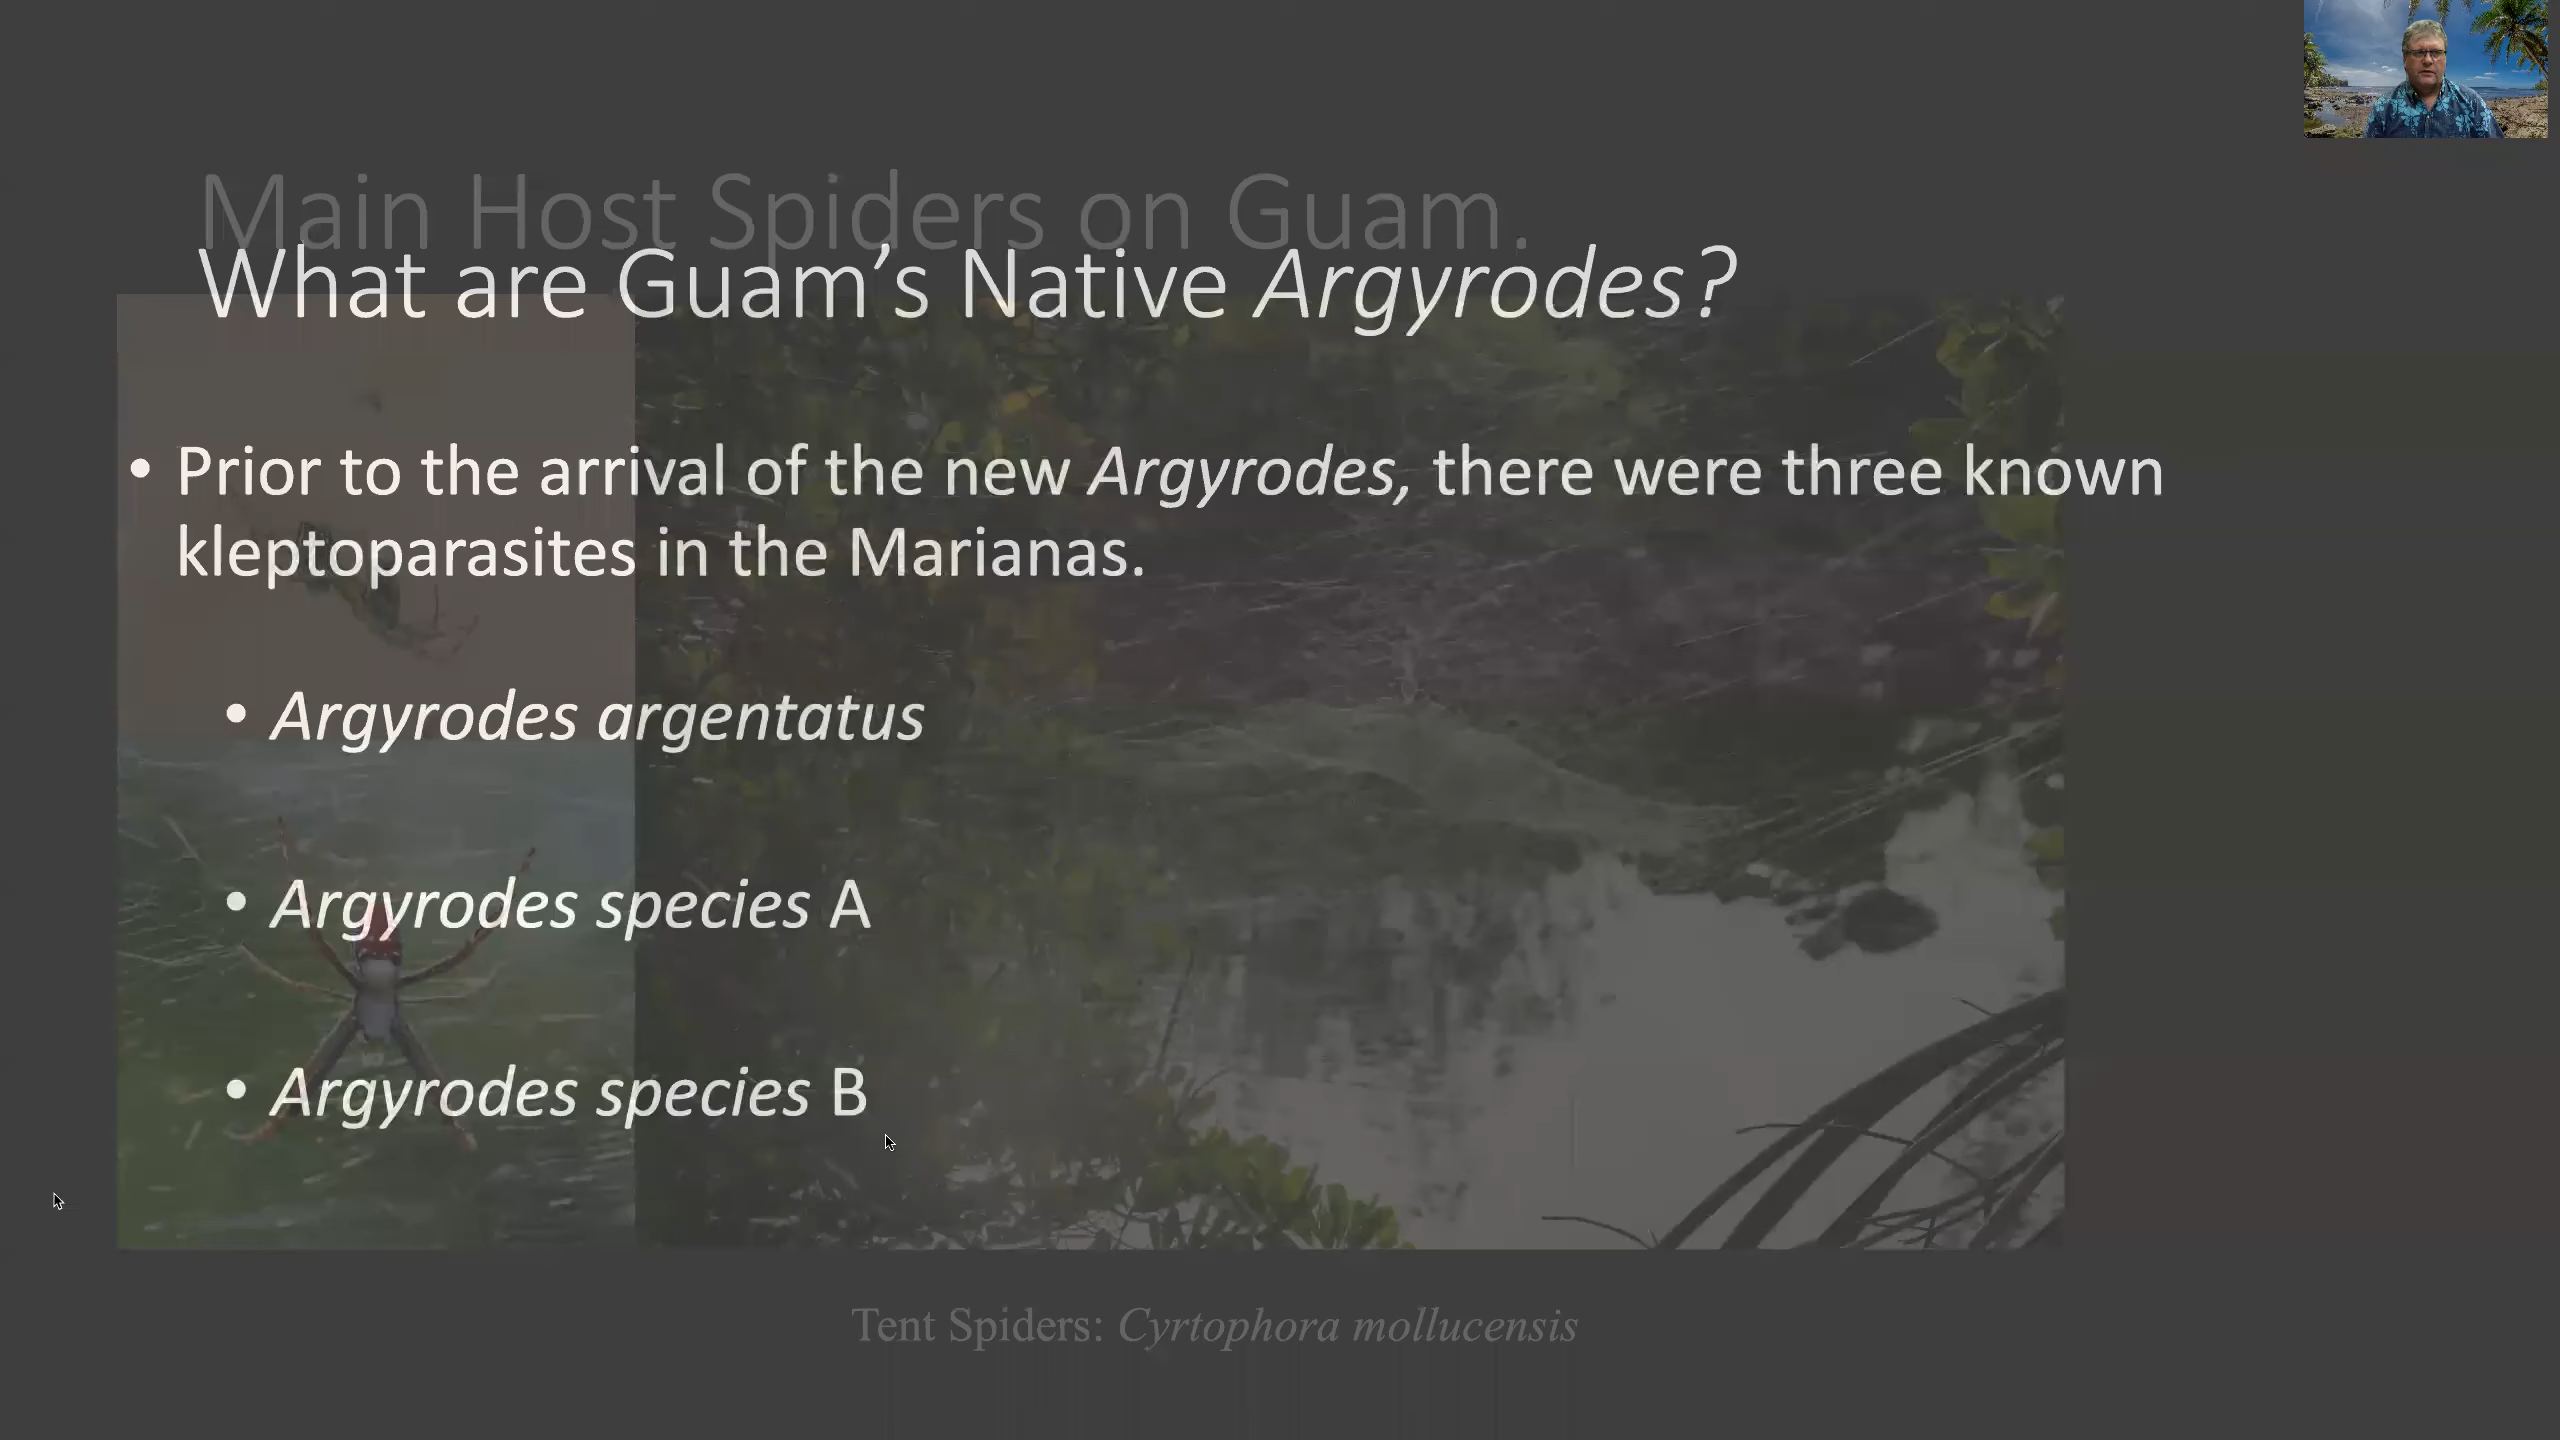 Main Host Spiders on Guam.
What are Guam’s Native Argyrodes?
• Prior to the arrival of the new Argyrodes, there were three known
kleptoparasites in the Marianas.
• Argyrodes argentatus
• Argyrodes species A
• Argyrodes species B
Tent Spiders: Cyrtophora mollucensis